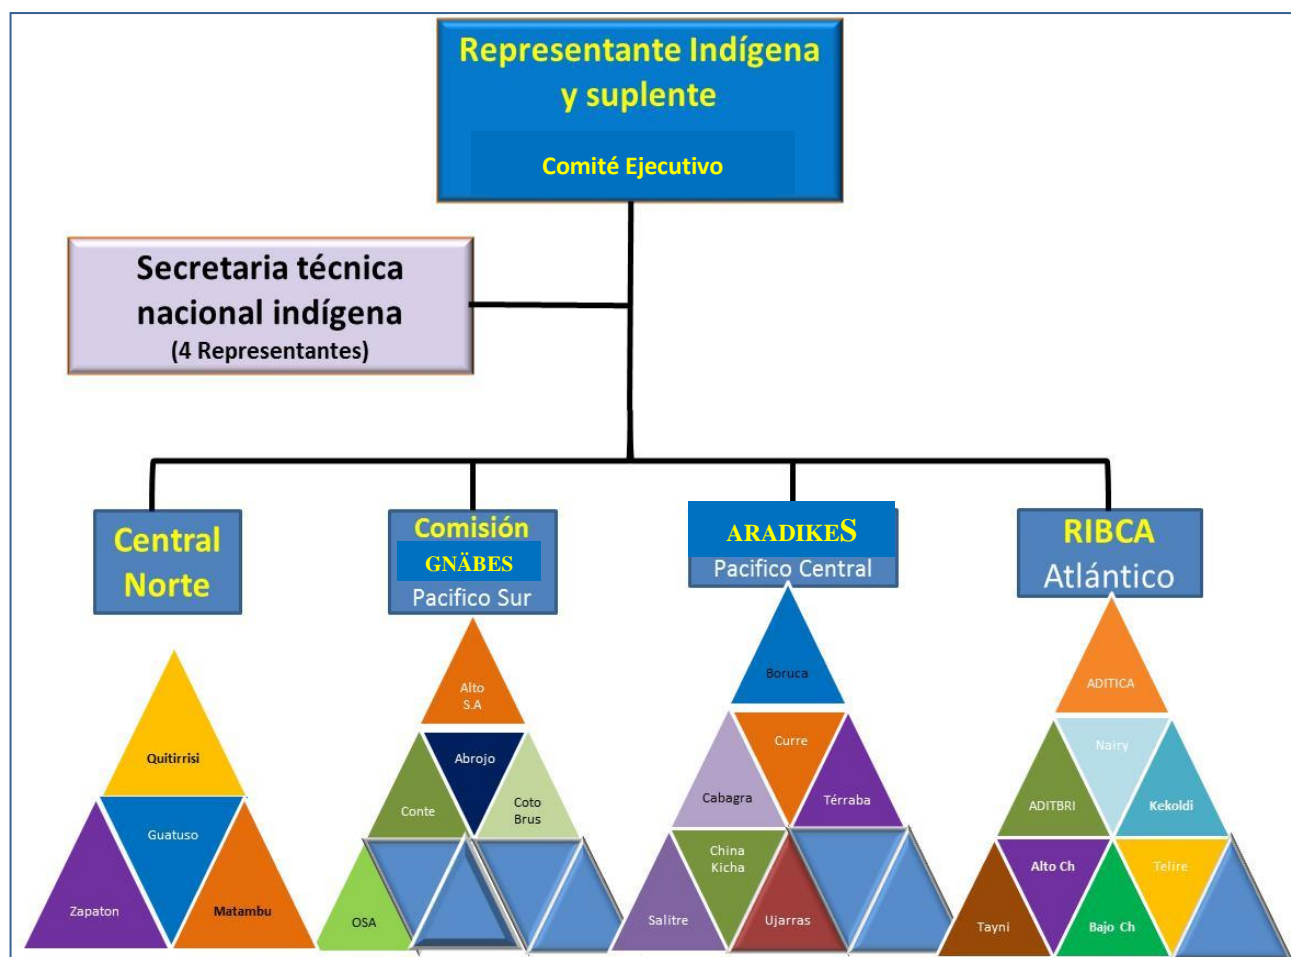 Representante Indígena
y suplente
Comité Ejecutivo
Secretaria técnica
nacional indígena
(4 Representantes)
Central
Norte
Comisión
GNÄBES
Pacifico Sur
ARADIKES
Pacifico Central
RIBCA
Atlántico
Quitirrisi
Guatuso
Zapaton
Matambu
Alto
S.A
Abrojo
Conte
Coto
Brus
OSA
Boruca
Curre
Cabagra
Térraba
China
Kicha
Salitre
Ujarras
ADITICA
Nairy
ADITBRI
Kekoldi
Alto Ch
Telire
Tayni
Bajo Ch